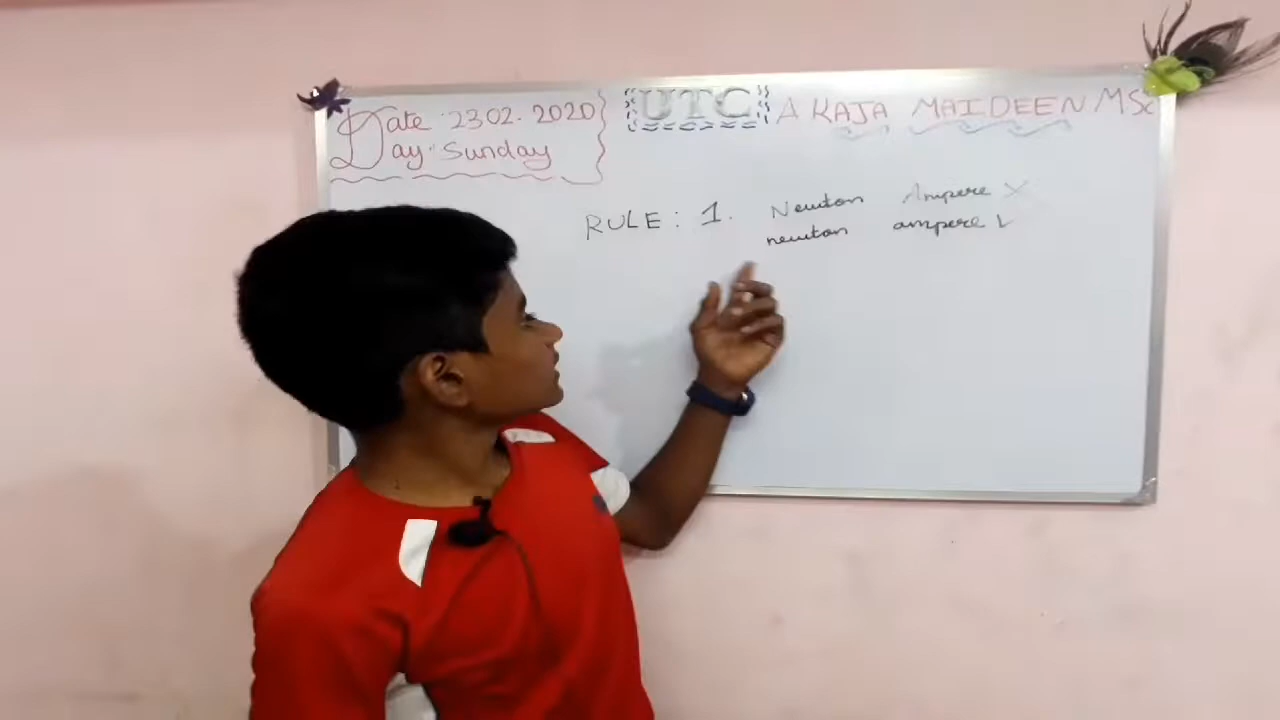 Date : 23 02. 2020
Day : Sunday
UTC
A KAJA MAIDEEN MSc
RULE : 1. Newton Ampere X
newton ampere ✓